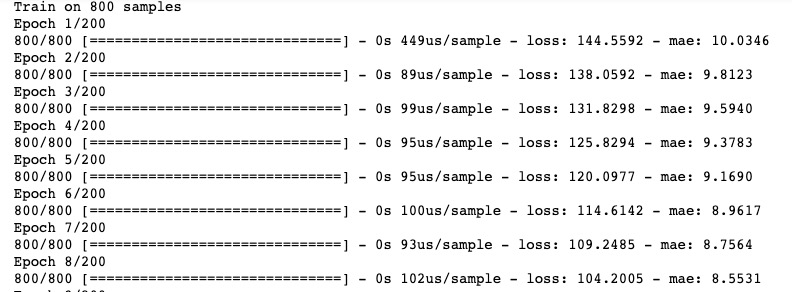 Train on 800 samples
Epoch 1/200
800/800 [==============================] - 0s 449us/sample - loss: 144.5592 - mae: 10.0346
Epoch 2/200
800/800 [==============================] - 0s 89us/sample - loss: 138.0592 - mae: 9.8123
Epoch 3/200
800/800 [==============================] - 0s 99us/sample - loss: 131.8298 - mae: 9.5940
Epoch 4/200
800/800 [==============================] - 0s 95us/sample - loss: 125.8294 - mae: 9.3783
Epoch 5/200
800/800 [==============================] - 0s 95us/sample - loss: 120.0977 - mae: 9.1690
Epoch 6/200
800/800 [==============================] - 0s 100us/sample - loss: 114.6142 - mae: 8.9617
Epoch 7/200
800/800 [==============================] - 0s 93us/sample - loss: 109.2485 - mae: 8.7564
Epoch 8/200
800/800 [==============================] - 0s 102us/sample - loss: 104.2005 - mae: 8.5531